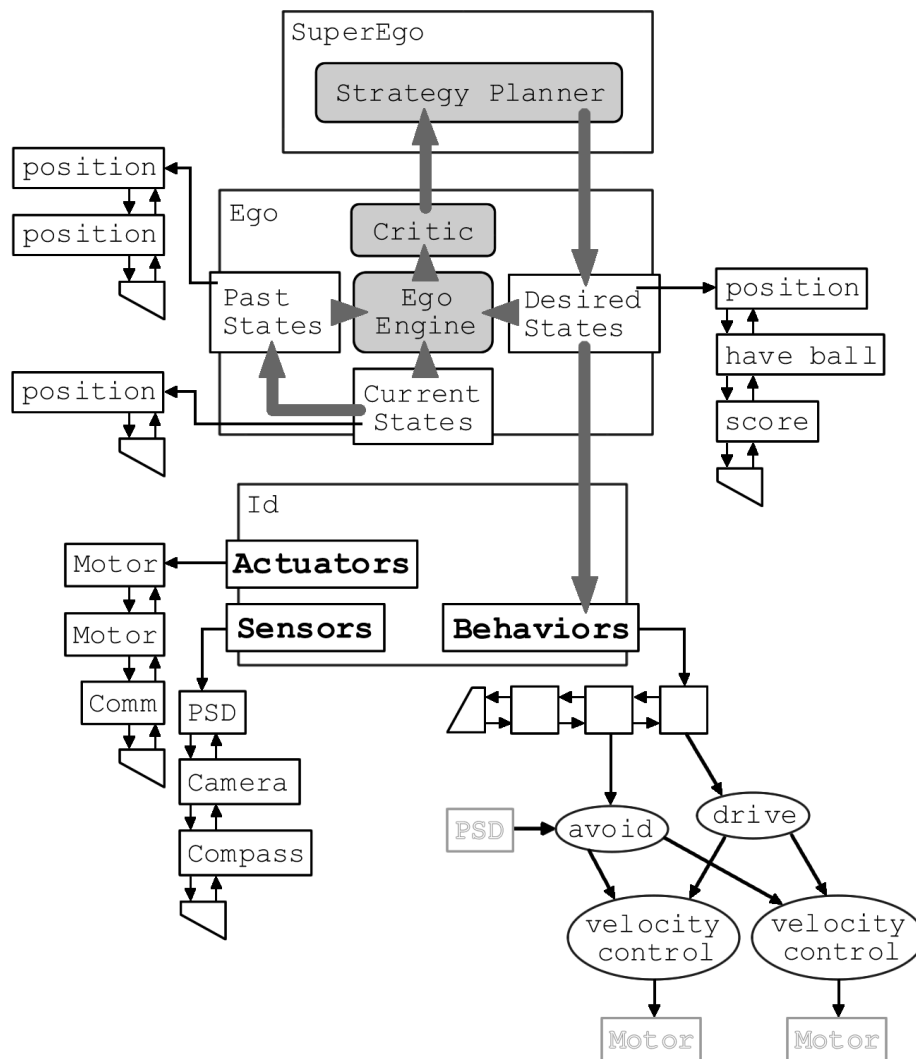 SuperEgo
Strategy Planner
position
position
Ego
Critic
Past
States
Ego
Engine
Desired
States
position
have ball
score
position
Current
States
Id
Actuators
Motor
Sensors
Behaviors
Motor
Comm
PSD
Camera
Compass
PSD
avoid
drive
velocity
control
velocity
control
Motor
Motor